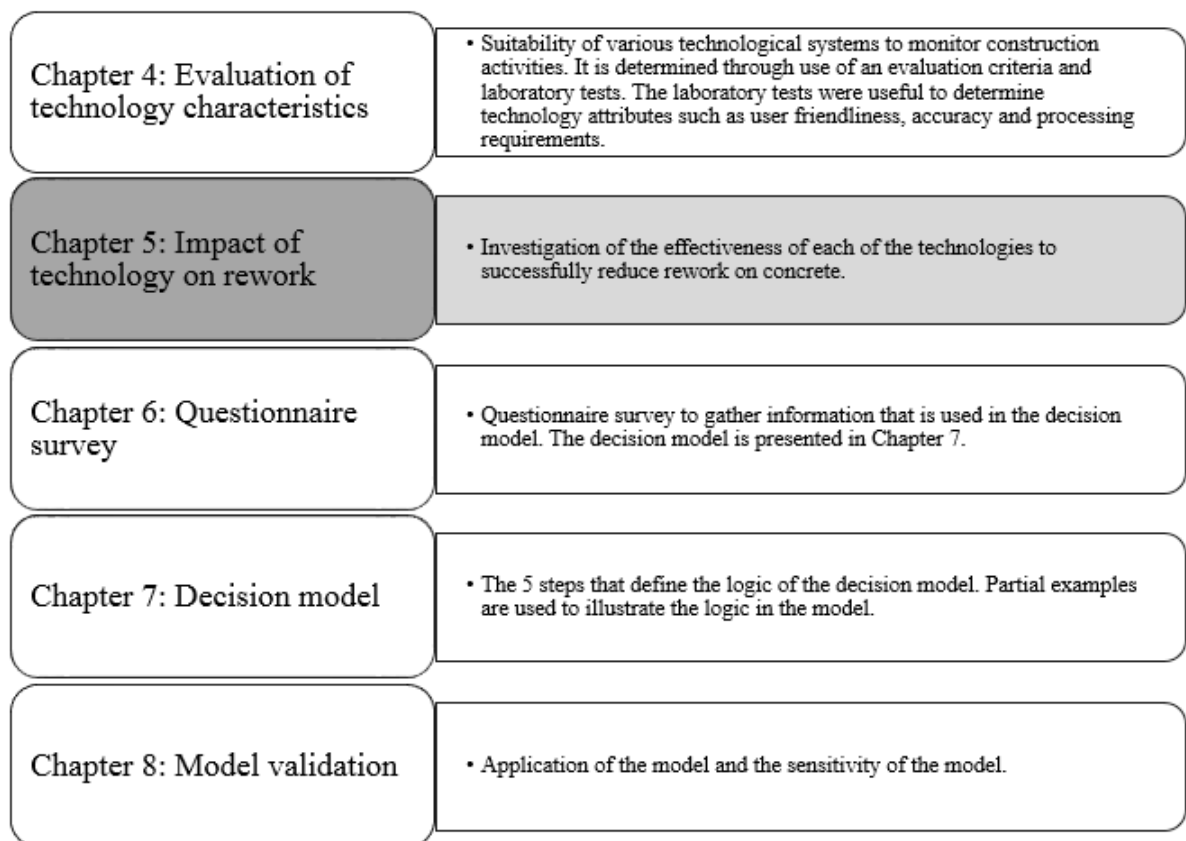 Chapter 4: Evaluation of
technology characteristics
• Suitability of various technological systems to monitor construction
activities. It is determined through use of an evaluation criteria and
laboratory tests. The laboratory tests were useful to determine
technology attributes such as user friendliness, accuracy and processing
requirements.
Chapter 5: Impact of
technology on rework
• Investigation of the effectiveness of each of the technologies to
successfully reduce rework on concrete.
Chapter 6: Questionnaire
survey
• Questionnaire survey to gather information that is used in the decision
model. The decision model is presented in Chapter 7.
Chapter 7: Decision model
• The 5 steps that define the logic of the decision model. Partial examples
are used to illustrate the logic in the model.
Chapter 8: Model validation
• Application of the model and the sensitivity of the model.